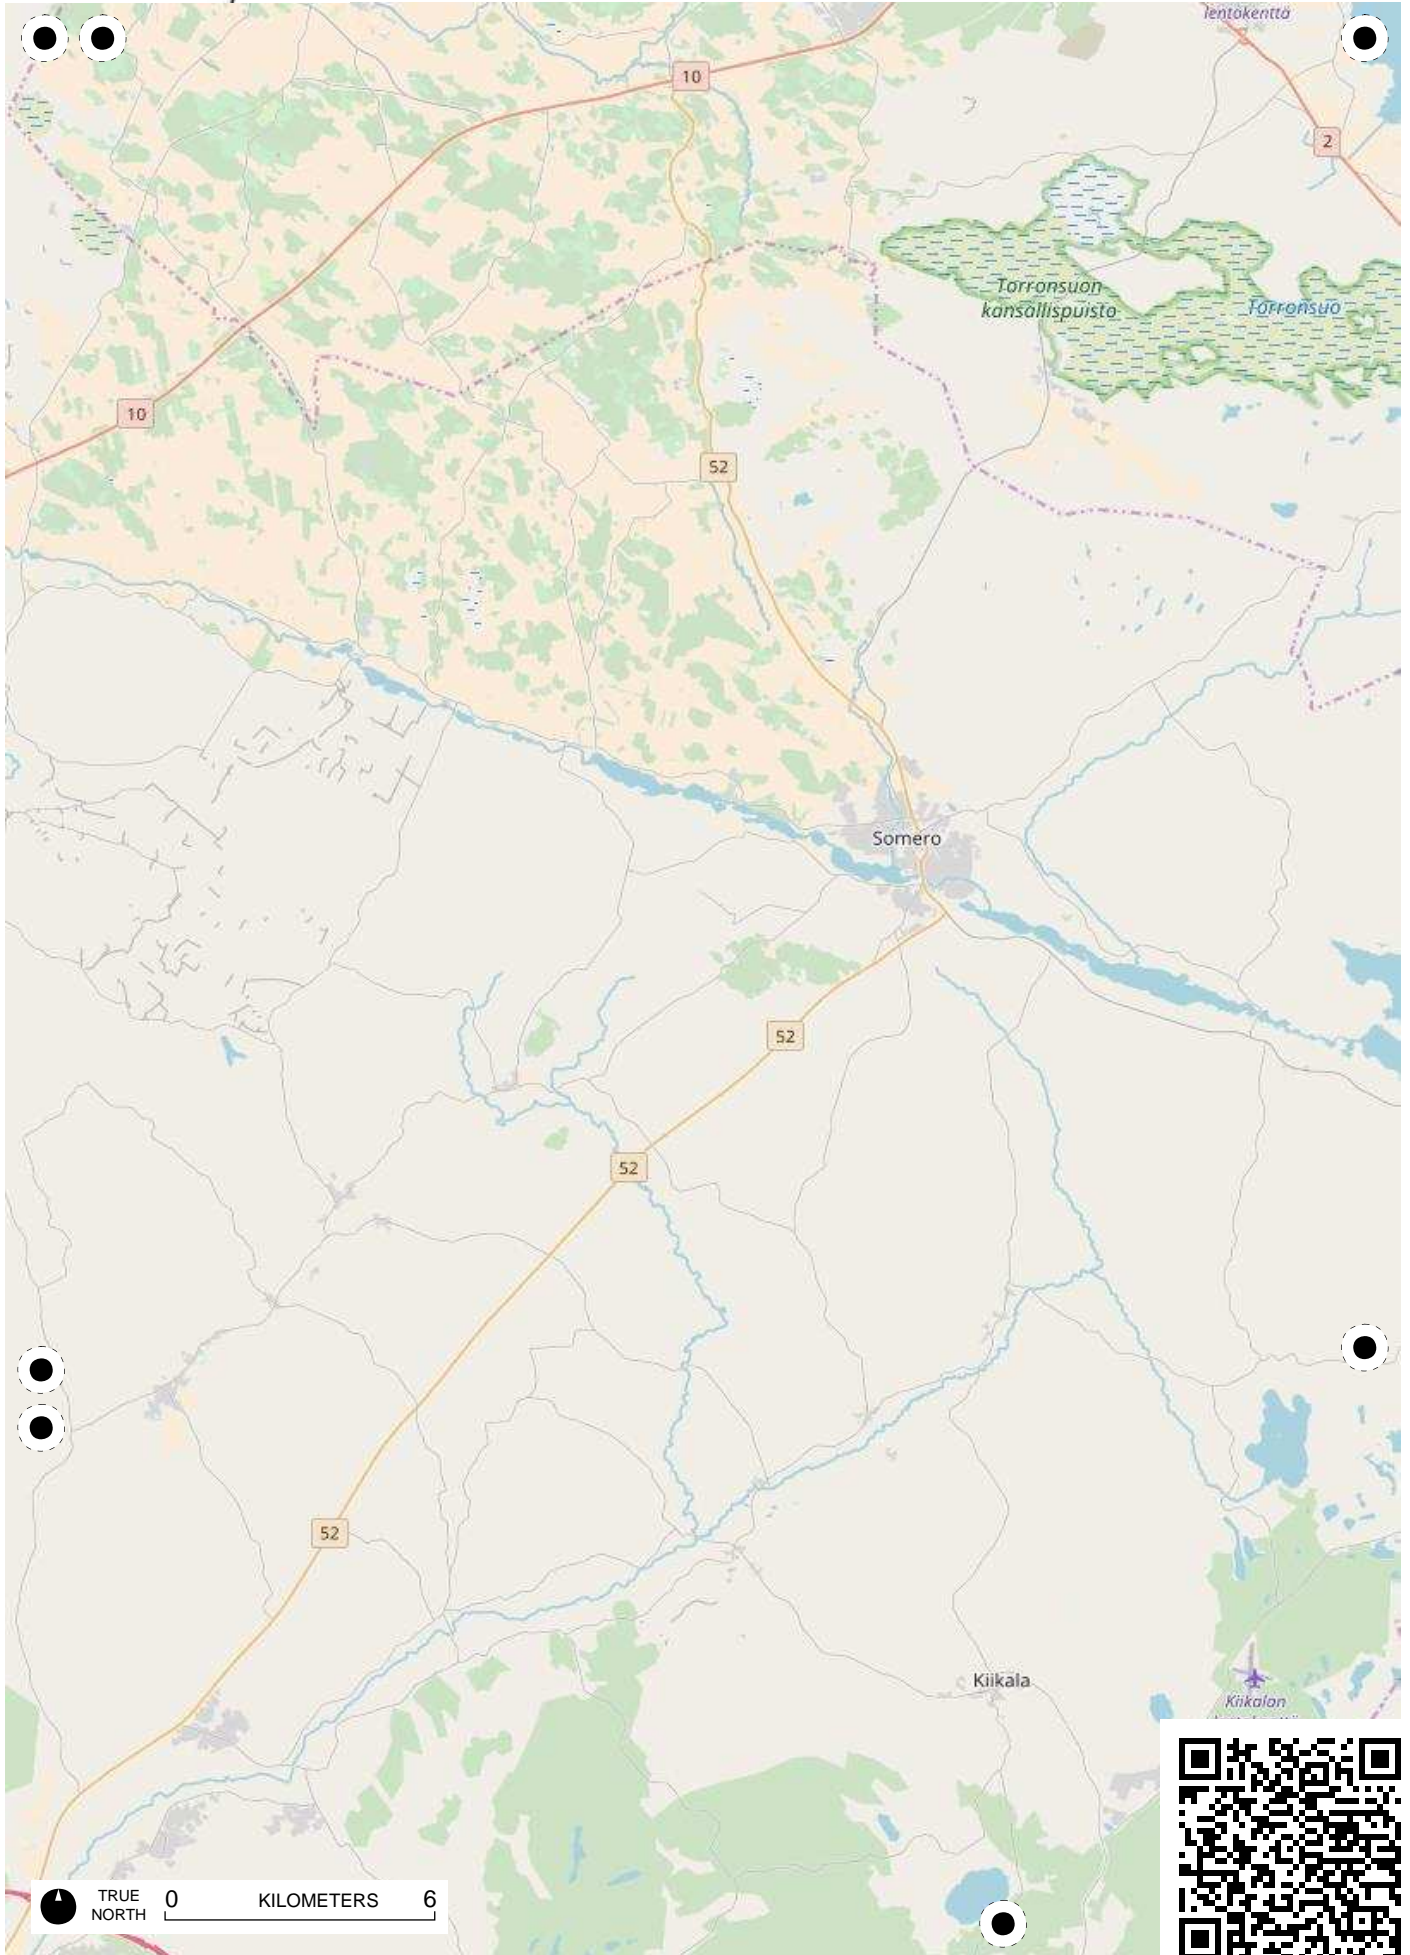 lentokenttä
10
2
Torronsuon
kansallispuisto
Torronsuo
10
52
Somero
52
52
52
Kiikala
Kiikalan
TRUE
NORTH
0 KILOMETERS 6